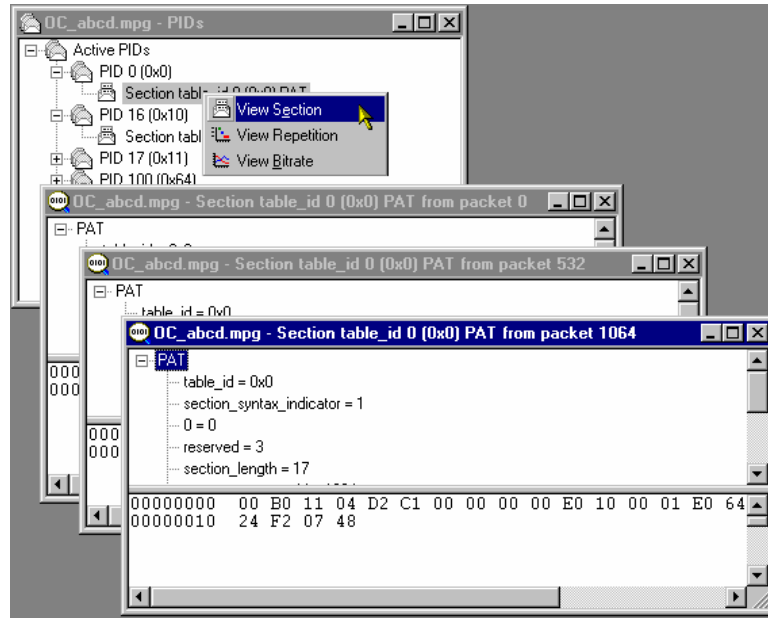 OC_abcd.mpg - PIDs
Active PIDs
PID 0 (0x0)
Section table_id 0 (0x0) PAT
View Section
PID 16 (0x10)
Section tabl
View Repetition
PID 17 (0x11)
View Bitrate
PID 100 (0x64)
OC_abcd.mpg - Section table_id 0 (0x0) PAT from packet 0
PAT
OC_abcd.mpg - Section table_id 0 (0x0) PAT from packet 532
PAT
table_id = 0x0
OC_abcd.mpg - Section table_id 0 (0x0) PAT from packet 1064
PAT
table_id = 0x0
section_syntax_indicator = 1
0 = 0
reserved = 3
section_length = 17
000
000
000
000
00000000 00 B0 11 04 D2 C1 00 00 00 00 E0 10 00 01 E0 64
00000010 24 F2 07 48